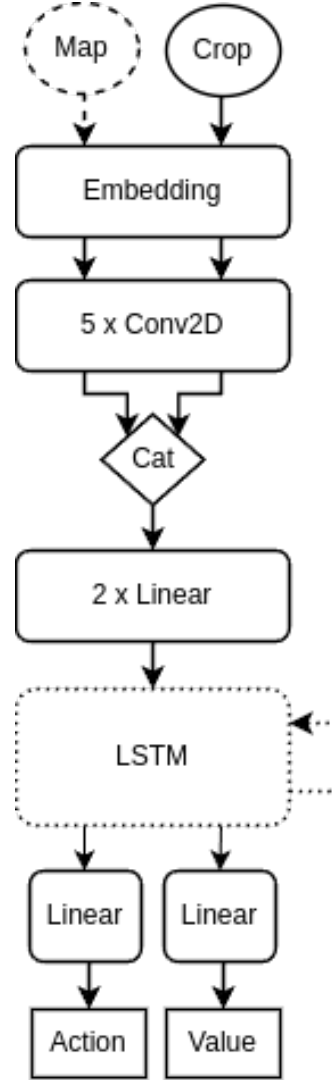 Map
Crop
Embedding
5 x Conv2D
Cat
2 x Linear
LSTM
Linear
Linear
Action
Value